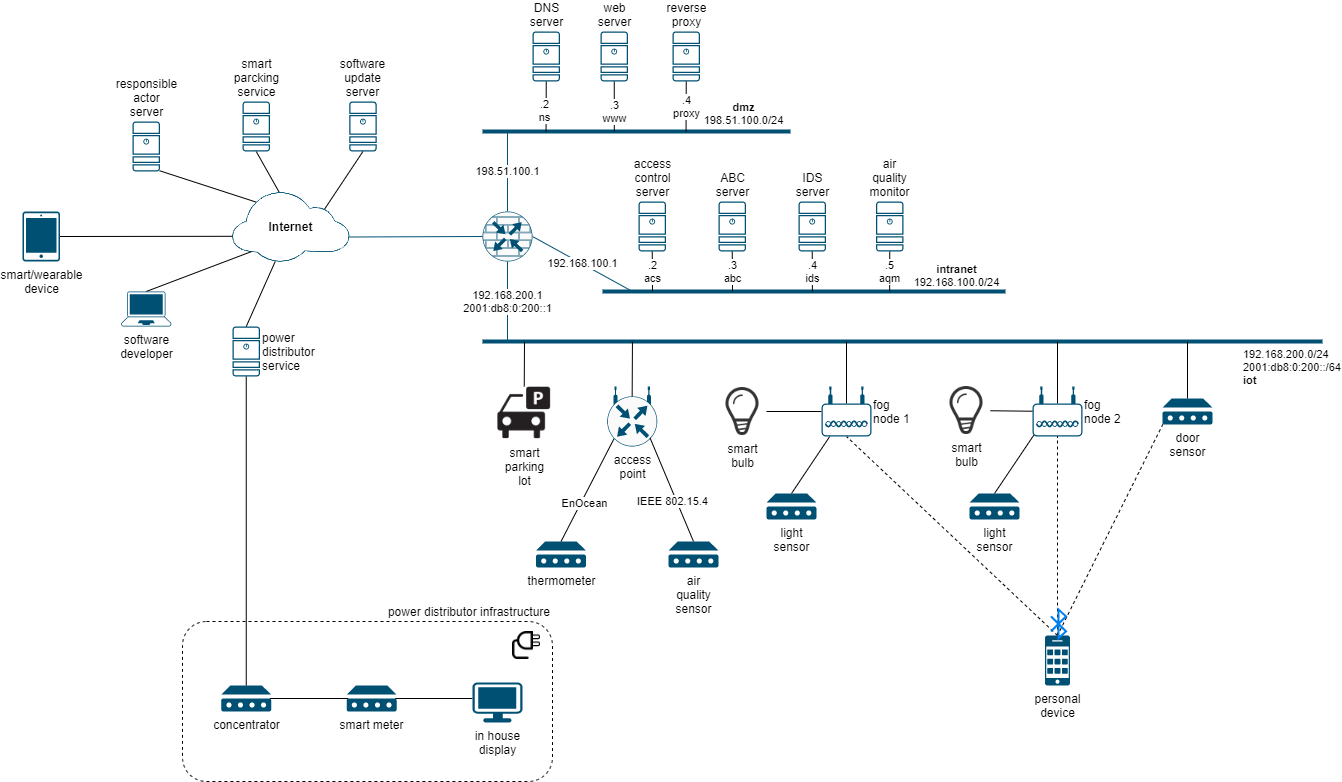 DNS
server
web
server
reverse
proxy
.2
ns
.3
www
.4
proxy
dmz
198.51.100.0/24
responsible
actor
server
smart
parcking
service
software
update
server
Internet
smart/wearable
device
software
developer
power
distributor
service
198.51.100.1
192.168.100.1
192.168.200.1
2001:db8:0:200::1
access
control
server
ABC
server
IDS
server
air
quality
monitor
.2
acs
.3
abc
.4
ids
.5
aqm
intranet
192.168.100.0/24
192.168.200.0/24
2001:db8:0:200::/64
iot
P
smart
parking
lot
access
point
smart
bulb
fog
node 1
smart
bulb
fog
node 2
door
sensor
EnOcean
IEEE 802.15.4
light
sensor
light
sensor
thermometer
air
quality
sensor
power distributor infrastructure
concentrator
smart meter
in house
display
personal
device